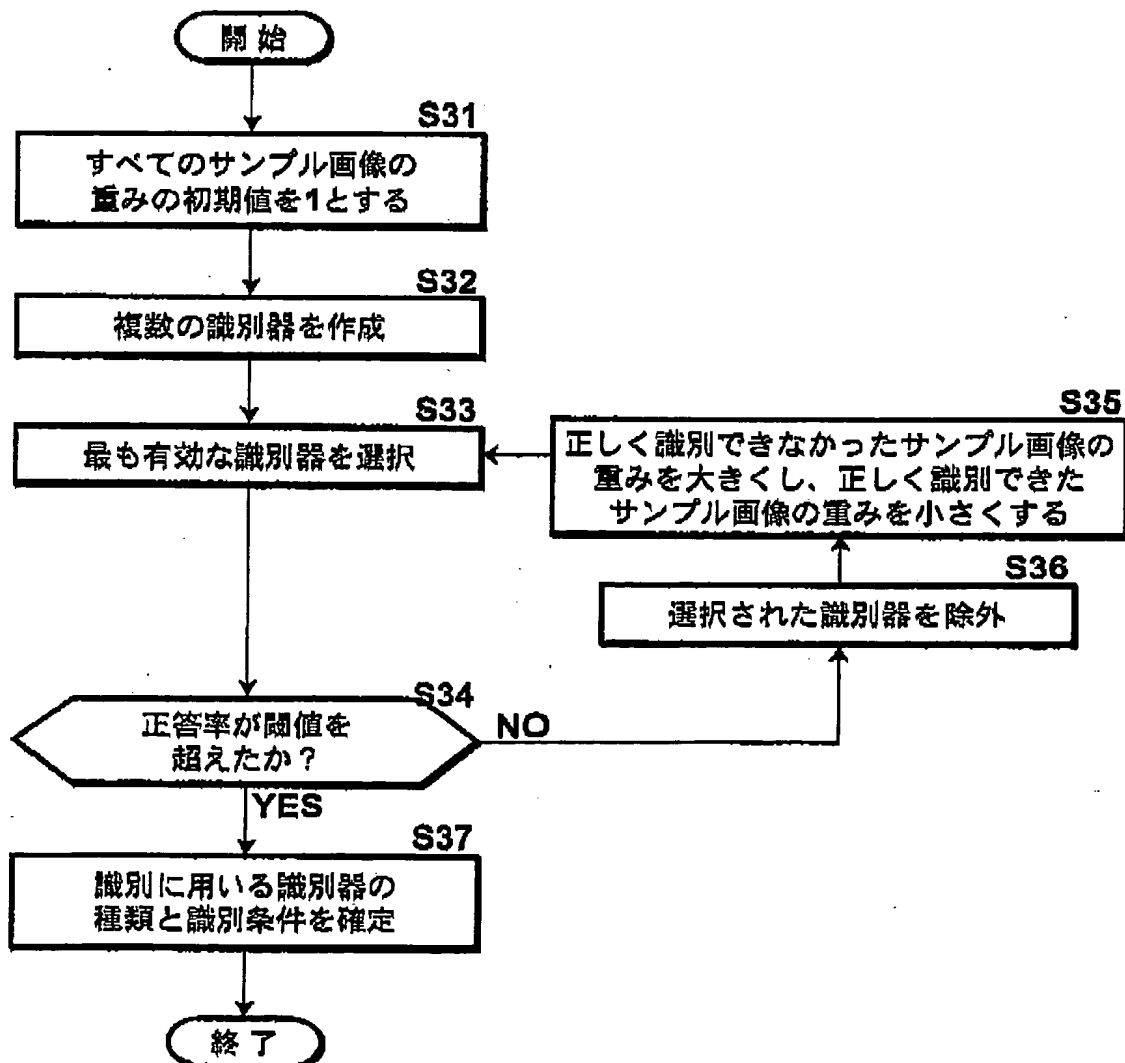 開始
S31
すべてのサンプル画像の
重みの初期値を1とする
S32
複数の識別器を作成
S33
最も有効な識別器を選択
S35
正しく識別できなかったサンプル画像の
重みを大きくし、正しく識別できた
サンプル画像の重みを小さくする
S36
選択された識別器を除外
S34
正答率が閾値を
超えたか？
NO
YES
S37
識別に用いる識別器の
種類と識別条件を確定
終了